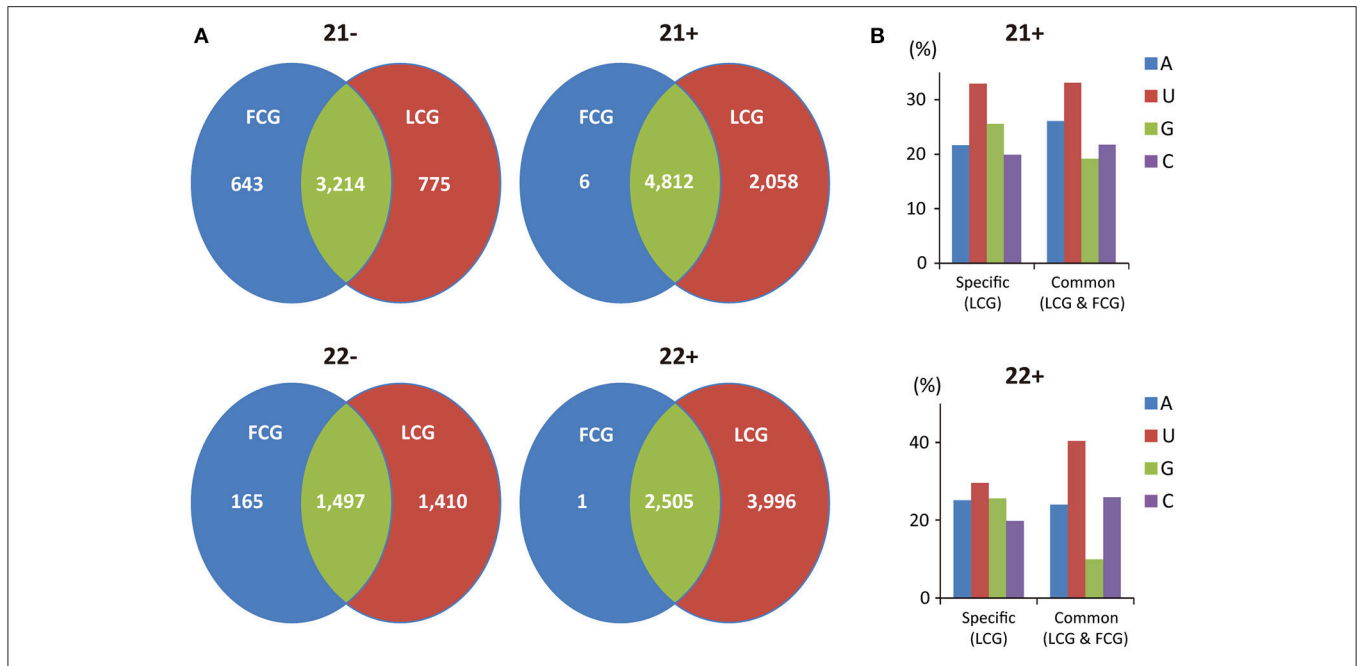 A
21-
FCG
LCG
643
3,214
775
21+
FCG
LCG
6
4,812
2,058
22-
FCG
LCG
165
1,497
1,410
22+
FCG
LCG
1
2,505
3,996
B
21+
(%)
30
20
10
0
Specific
(LCG)
Common
(LCG & FCG)
A
U
G
C
22+
(%)
40
20
0
Specific
(LCG)
Common
(LCG & FCG)
A
U
G
C